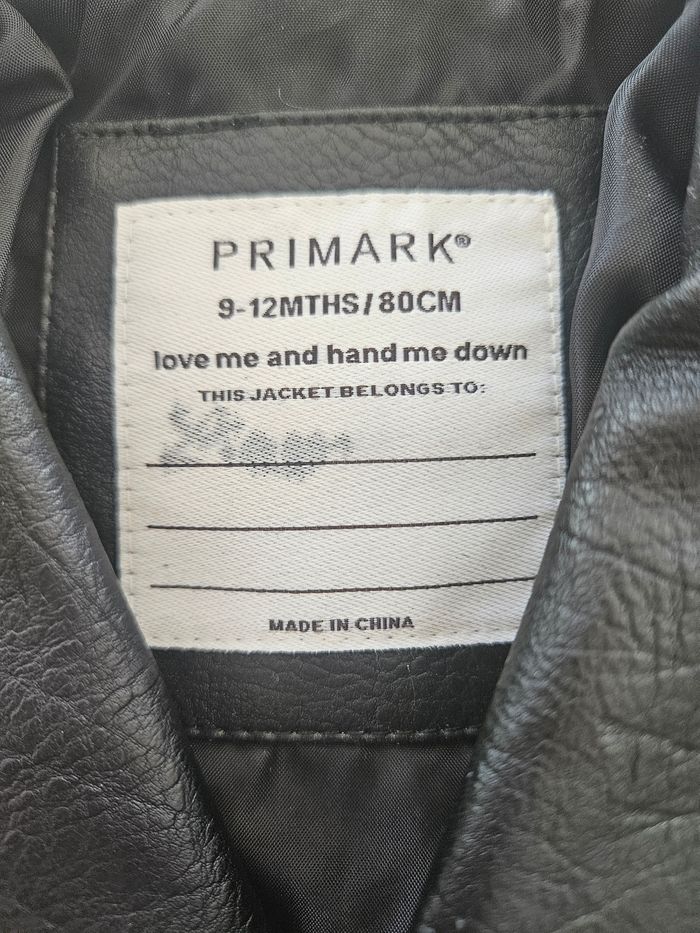 PRIMARK®
9-12MTHS/80CM
love me and hand me down
THIS JACKET BELONGS TO:
MADE IN CHINA